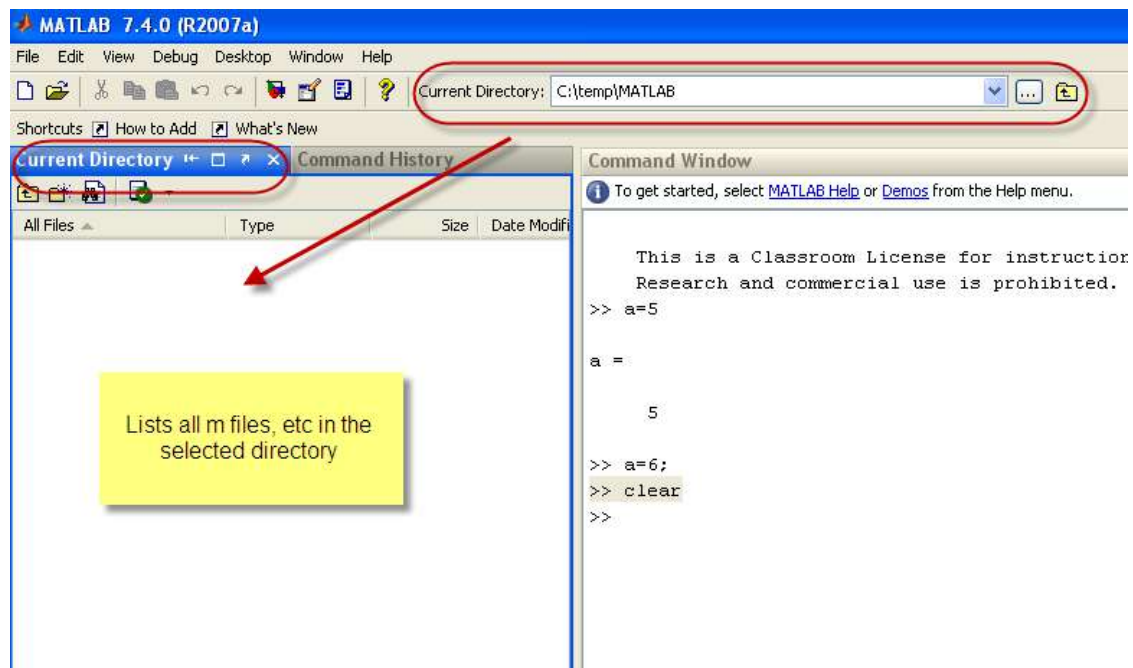 MATLAB 7.4.0 (R2007a)
File Edit View Debug Desktop Window Help
Current Directory: C:\temp\MATLAB
Shortcuts How to Add What's New
Current Directory Command History
All Files Type Size Date Modifi
Lists all m files, etc in the
selected directory
Command Window
To get started, select MATLAB Help or Demos from the Help menu.
This is a Classroom License for instruction
Research and commercial use is prohibited.
>> a=5
a =
5
>> a=6;
>> clear
>>